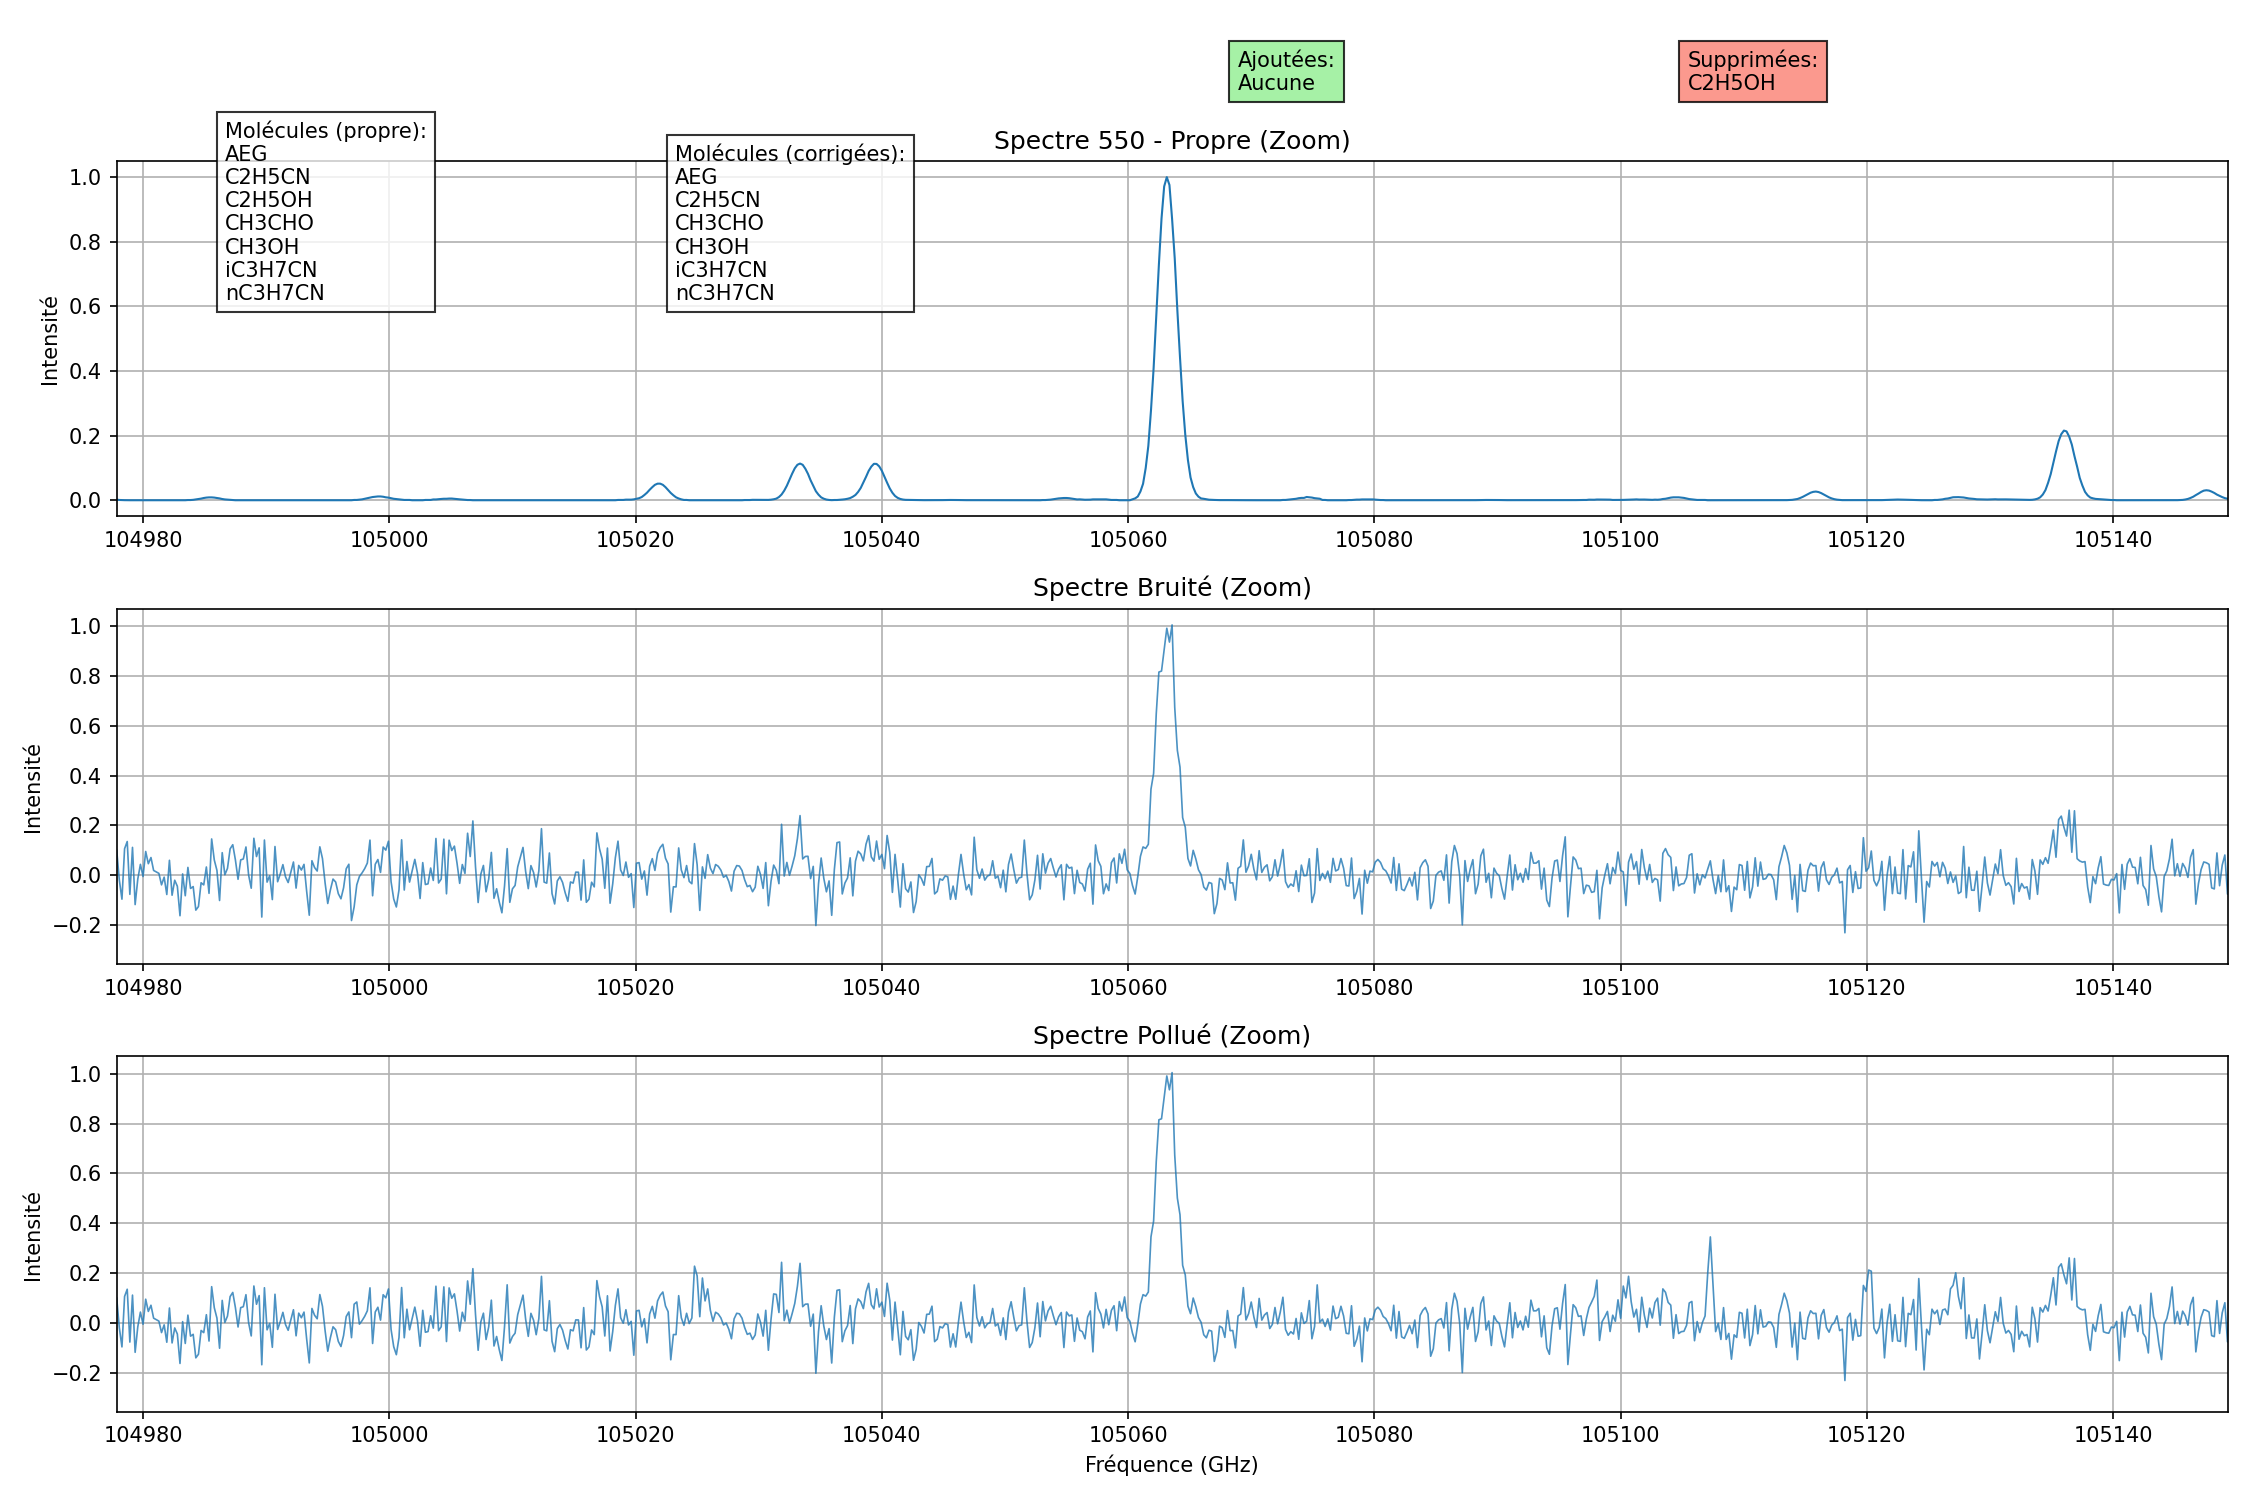 Ajoutées:
Aucune
Supprimées:
C2H5OH
Molécules (propre):
AEG
C2H5CN
C2H5OH
CH3CHO
CH3OH
iC3H7CN
nC3H7CN
Molécules (corrigées):
AEG
C2H5CN
CH3CHO
CH3OH
iC3H7CN
nC3H7CN
Spectre 550 - Propre (Zoom)
Intensité
1.0
0.8
0.6
0.4
0.2
0.0
104980 105000 105020 105040 105060 105080 105100 105120 105140
Spectre Bruité (Zoom)
Intensité
1.0
0.8
0.6
0.4
0.2
0.0
−0.2
104980 105000 105020 105040 105060 105080 105100 105120 105140
Spectre Pollué (Zoom)
Intensité
1.0
0.8
0.6
0.4
0.2
0.0
−0.2
104980 105000 105020 105040 105060 105080 105100 105120 105140
Fréquence (GHz)